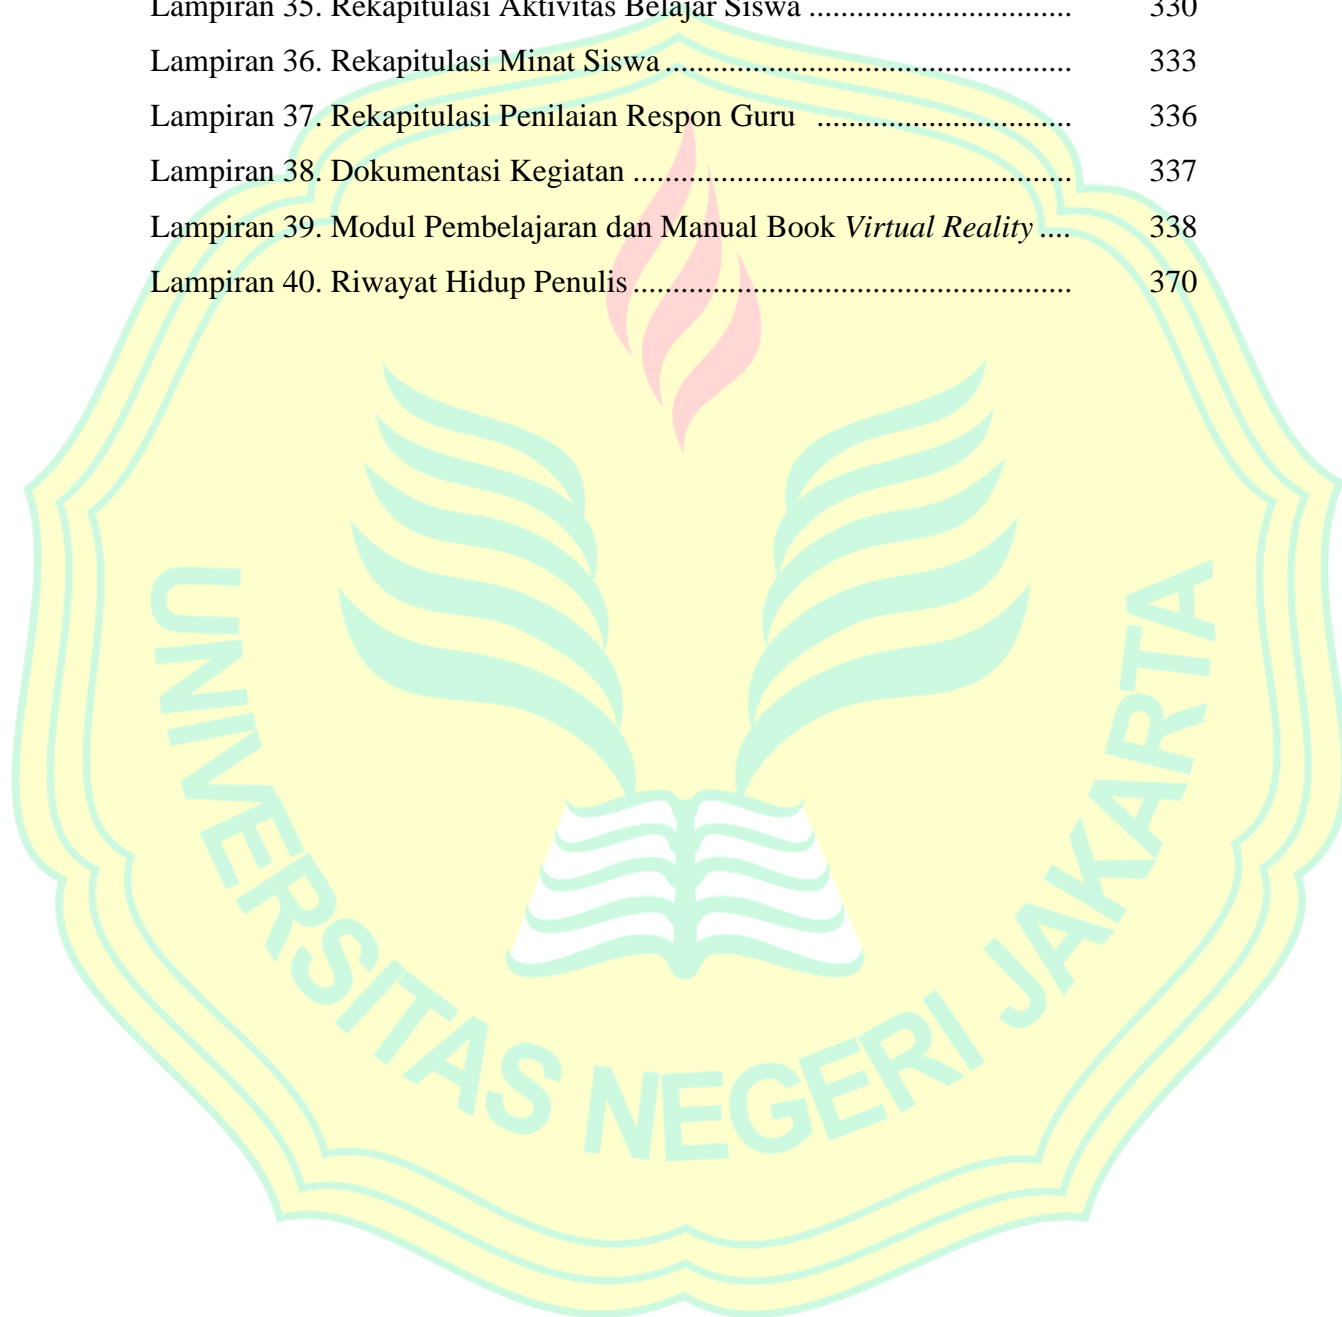 Lampiran 35. Rekapitulasi Aktivitas Belajar Siswa ................................. 330
Lampiran 36. Rekapitulasi Minat Siswa ................................................... 333
Lampiran 37. Rekapitulasi Penilaian Respon Guru ................................ 336
Lampiran 38. Dokumentasi Kegiatan ....................................................... 337
Lampiran 39. Modul Pembelajaran dan Manual Book Virtual Reality .... 338
Lampiran 40. Riwayat Hidup Penulis ....................................................... 370
UNIVERSITAS NEGERI JAKARTA